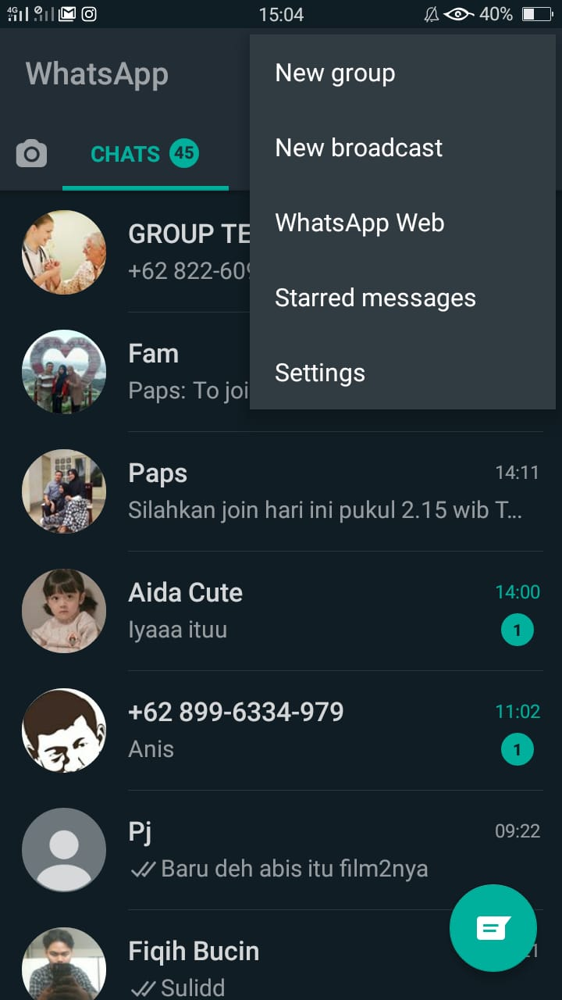 4G
15:04
40%
WhatsApp
CHATS 45
New group
New broadcast
WhatsApp Web
Starred messages
Settings
GROUP TE
+62 822-609
Fam
Paps: To joi
Paps 14:11
Silahkan join hari ini pukul 2.15 wib T...
Aida Cute 14:00
Iyaaa ituu 1
+62 899-6334-979 11:02
Anis 1
Pj 09:22
Baru deh abis itu film2nya
Fiqih Bucin
Sulidd